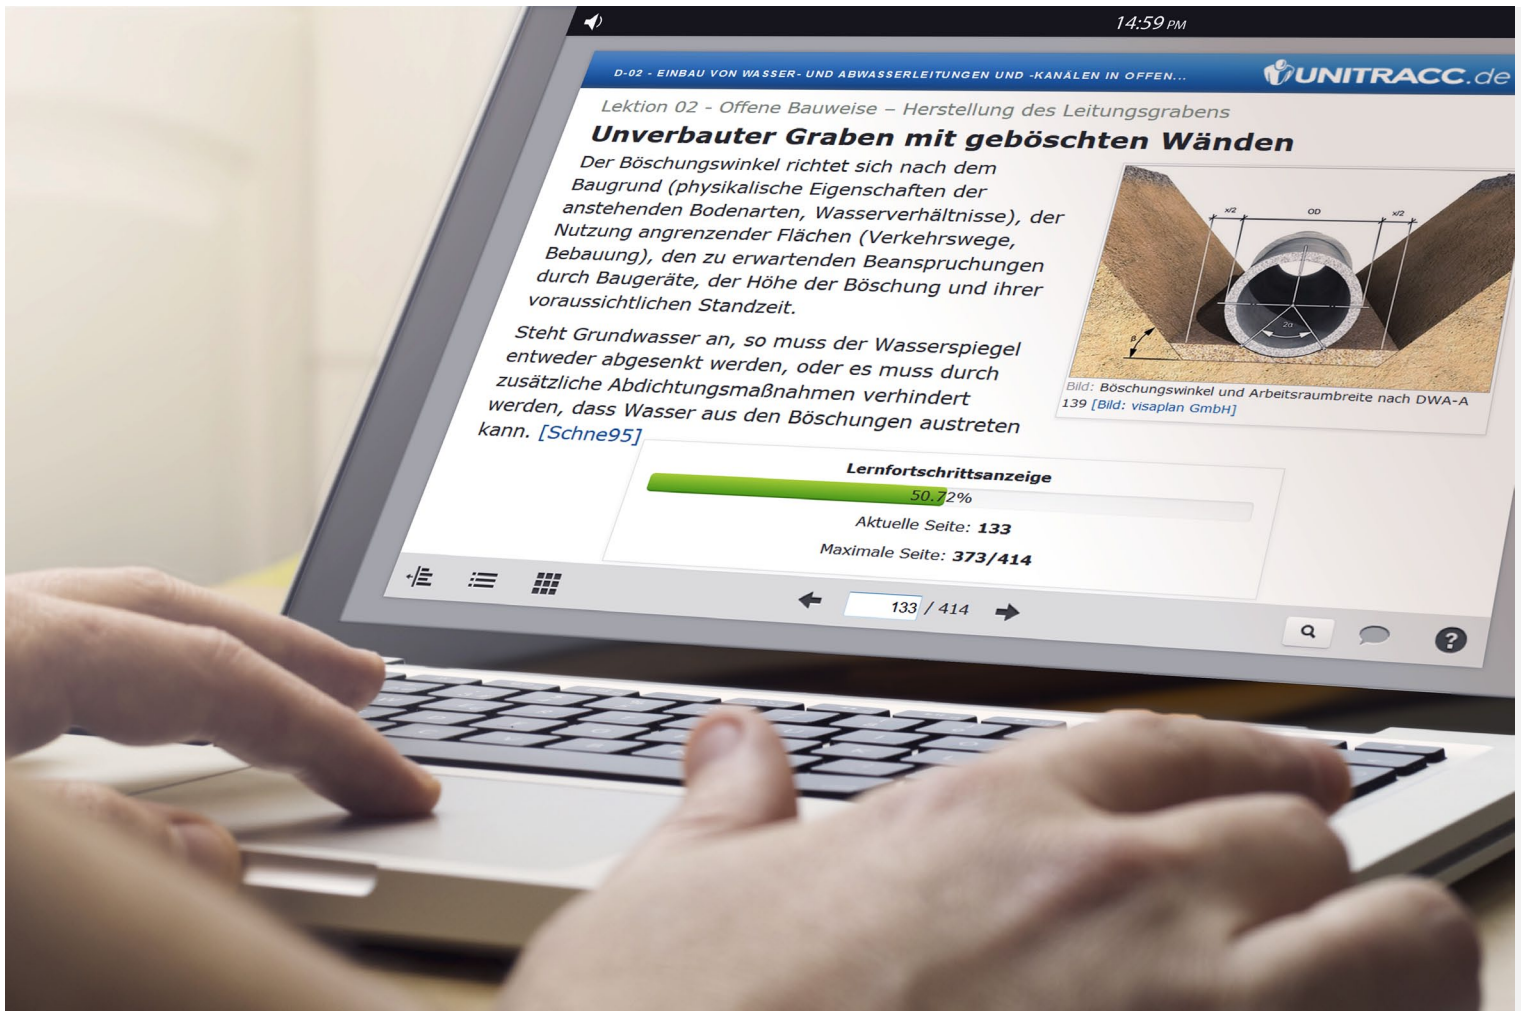 14:59 PM
D-02 - EINBAU VON WASSER- UND ABWASSERLEITUNGEN UND -KANÄLEN IN OFFEN...
UNITRACC.de
Lektion 02 - Offene Bauweise – Herstellung des Leitungsgrabens
Unverbauter Graben mit geböschten Wänden
Der Böschungswinkel richtet sich nach dem
Baugrund (physikalische Eigenschaften der
anstehenden Bodenarten, Wasserverhältnisse), der
Nutzung angrenzender Flächen (Verkehrswege,
Bebauung), den zu erwartenden Beanspruchungen
durch Baugeräte, der Höhe der Böschung und ihrer
voraussichtlichen Standzeit.
Steht Grundwasser an, so muss der Wasserspiegel
entweder abgesenkt werden, oder es muss durch
zusätzliche Abdichtungsmaßnahmen verhindert
werden, dass Wasser aus den Böschungen austreten
kann. [Schne95]
x/2 OD x/2
2α
β
Bild: Böschungswinkel und Arbeitsraumbreite nach DWA-A
139 [Bild: visaplan GmbH]
Lernfortschrittsanzeige
50.72%
Aktuelle Seite: 133
Maximale Seite: 373/414
133 / 414
?